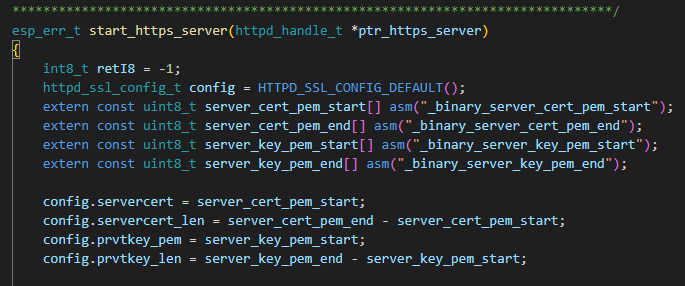 ******************************************************************************/
esp_err_t start_https_server(httpd_handle_t *ptr_https_server)
{
    int8_t retI8 = -1;
    httpd_ssl_config_t config = HTTPD_SSL_CONFIG_DEFAULT();
    extern const uint8_t server_cert_pem_start[] asm("_binary_server_cert_pem_start");
    extern const uint8_t server_cert_pem_end[] asm("_binary_server_cert_pem_end");
    extern const uint8_t server_key_pem_start[] asm("_binary_server_key_pem_start");
    extern const uint8_t server_key_pem_end[] asm("_binary_server_key_pem_end");

    config.servercert = server_cert_pem_start;
    config.servercert_len = server_cert_pem_end - server_cert_pem_start;
    config.prvtkey_pem = server_key_pem_start;
    config.prvtkey_len = server_key_pem_end - server_key_pem_start;